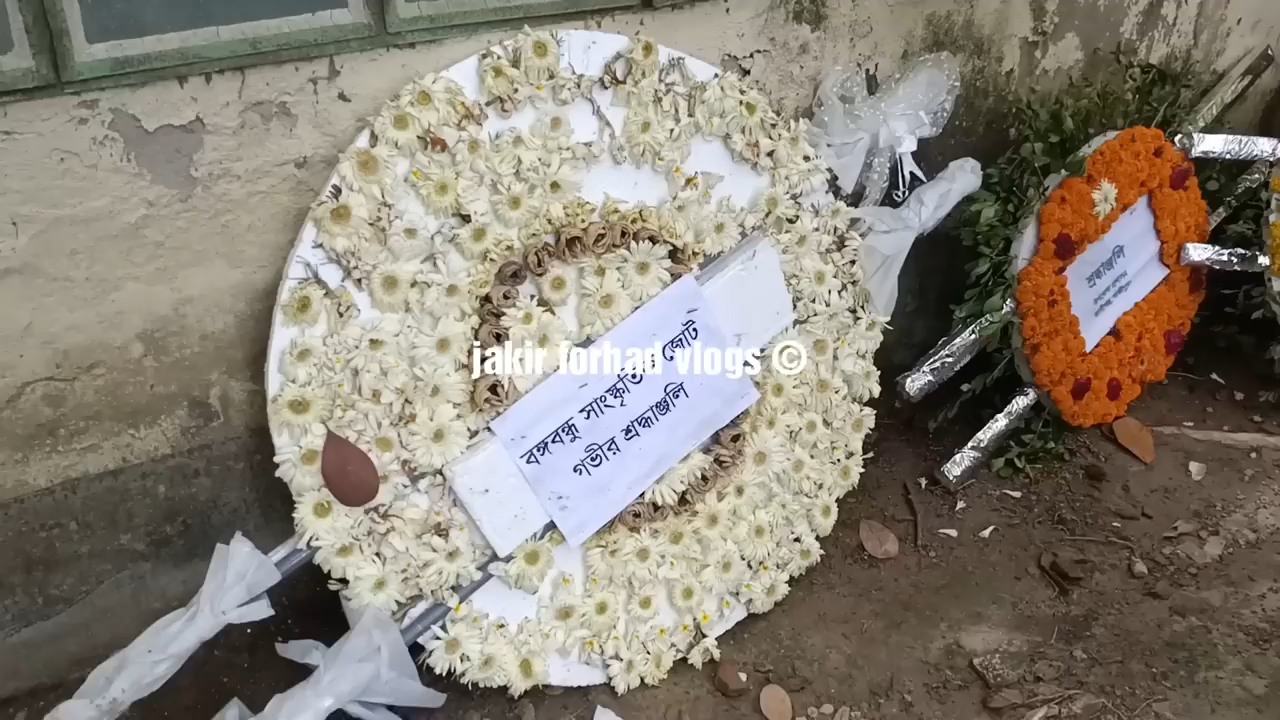 বঙ্গবন্ধু সাংস্কৃতিক জোট
গভীর শ্রদ্ধাঞ্জলি
jakir forhad vlogs ©
শ্রদ্ধাঞ্জলি